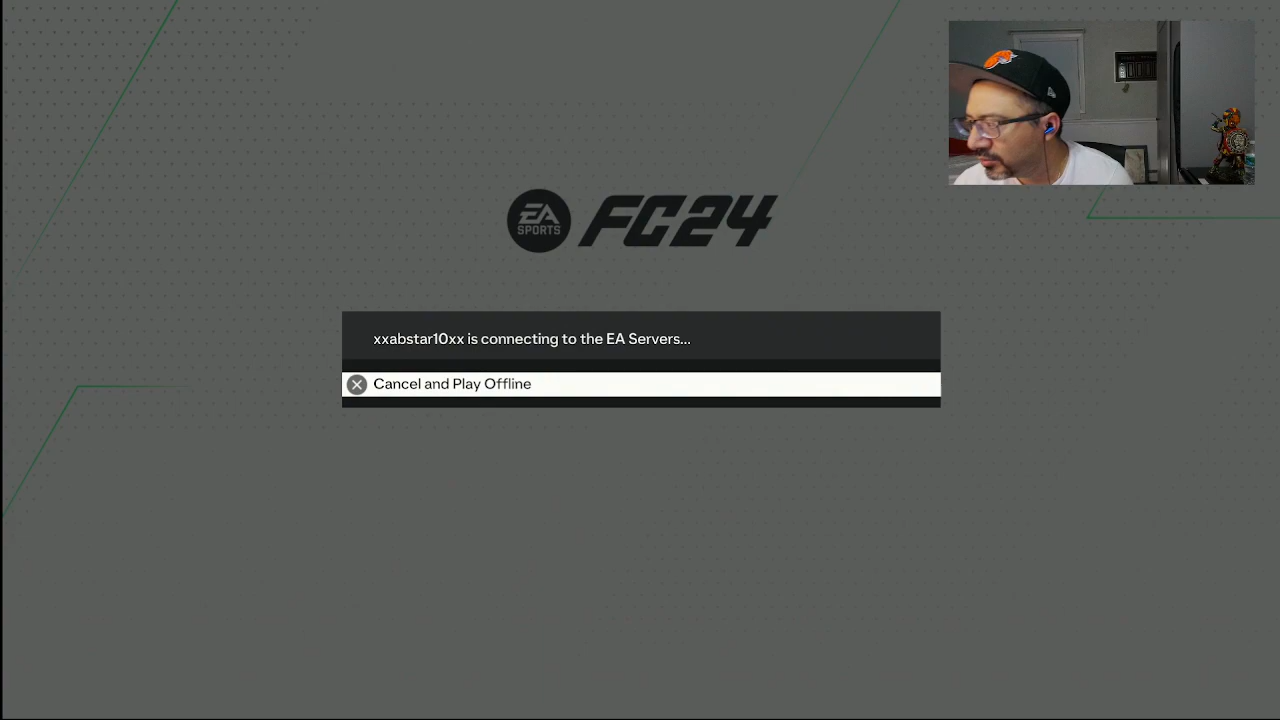 EA SPORTS FC24
xxabstar10xx is connecting to the EA Servers...
Cancel and Play Offline